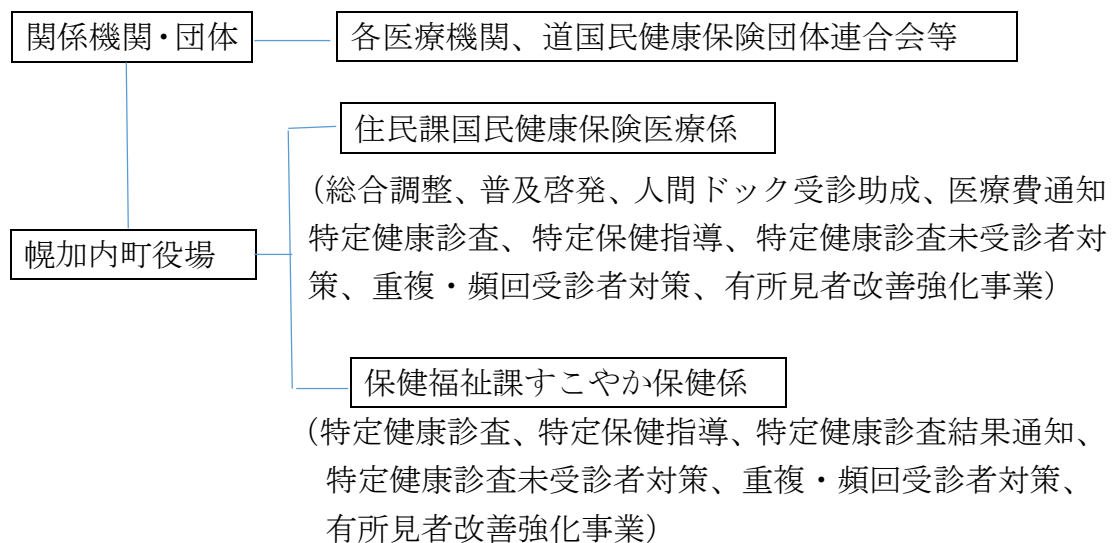 関係機関・団体
各医療機関、道国民健康保険団体連合会等
住民課国民健康保険医療係
（総合調整、普及啓発、人間ドック受診助成、医療費通知
特定健康診査、特定保健指導、特定健康診査未受診者対
策、重複・頻回受診者対策、有所見者改善強化事業）
幌加内町役場
保健福祉課すこやか保健係
（特定健康診査、特定保健指導、特定健康診査結果通知、
特定健康診査未受診者対策、重複・頻回受診者対策、
有所見者改善強化事業）